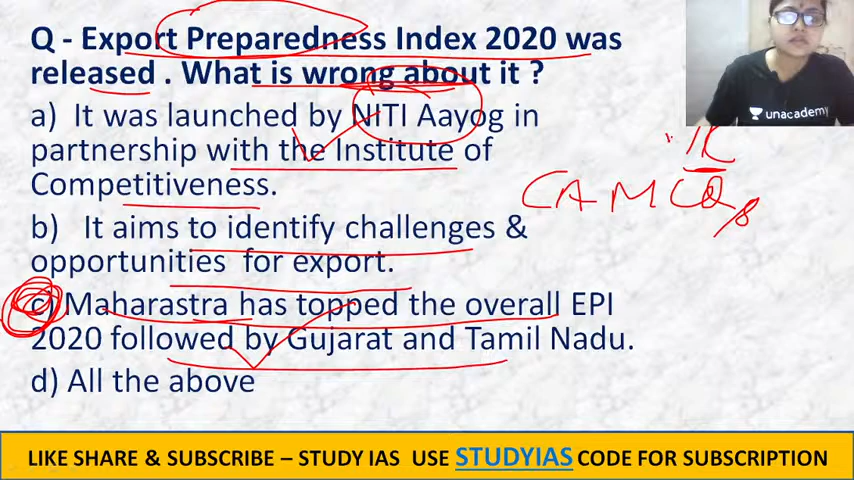 Q - Export Preparedness Index 2020 was
released . What is wrong about it ?
a) It was launched by NITI Aayog in
partnership with the Institute of
Competitiveness.
b) It aims to identify challenges &
opportunities for export.
c) Maharastra has topped the overall EPI
2020 followed by Gujarat and Tamil Nadu.
d) All the above
unacademy
CAMCQ
LIKE SHARE & SUBSCRIBE – STUDY IAS USE STUDYIAS CODE FOR SUBSCRIPTION